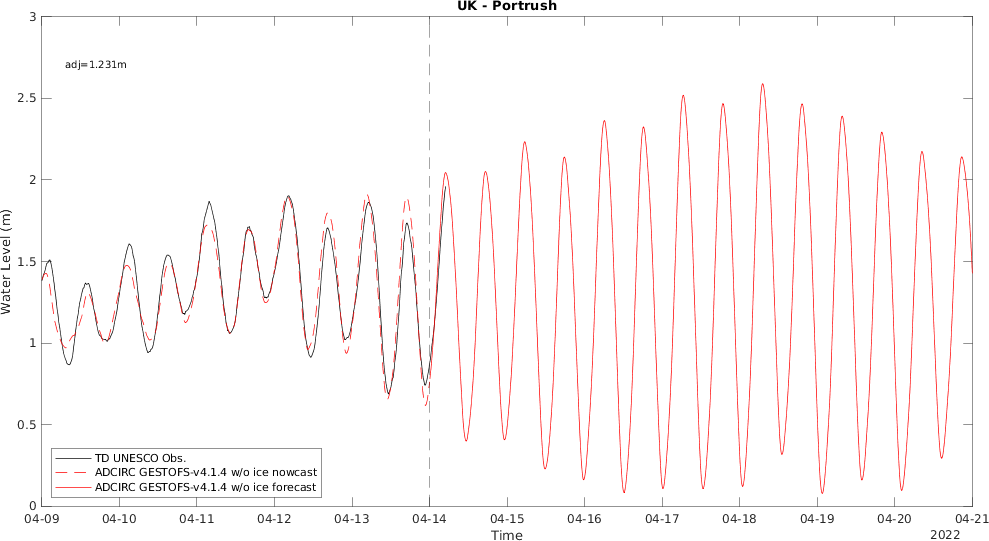 UK - Portrush
3
adj=1.231m
2.5
2
1.5
1
0.5
0
Water Level (m)
TD UNESCO Obs.
ADCIRC GESTOFS-v4.1.4 w/o ice nowcast
ADCIRC GESTOFS-v4.1.4 w/o ice forecast
04-09 04-10 04-11 04-12 04-13 04-14 04-15 04-16 04-17 04-18 04-19 04-20 04-21
Time
2022